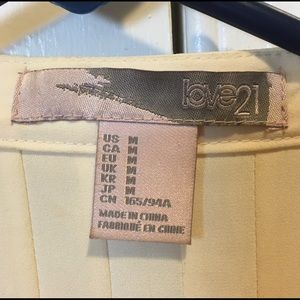 love21
US M
CA M
EU M
UK M
KR M
JP M
CN 165/94A
MADE IN CHINA
FABRIQUÉ EN CHINE